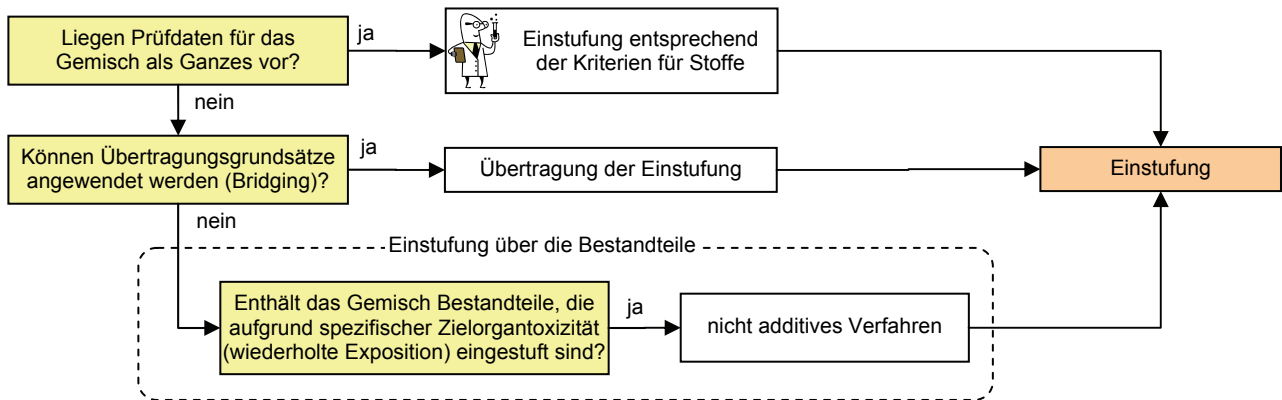 Liegen Prüfdaten für das
Gemisch als Ganzes vor?
ja
Einstufung entsprechend
der Kriterien für Stoffe
nein
Können Übertragungsgrundsätze
angewendet werden (Bridging)?
ja
Übertragung der Einstufung
Einstufung
nein
Einstufung über die Bestandteile
Enthält das Gemisch Bestandteile, die
aufgrund spezifischer Zielorgantoxizität
(wiederholte Exposition) eingestuft sind?
ja
nicht additives Verfahren